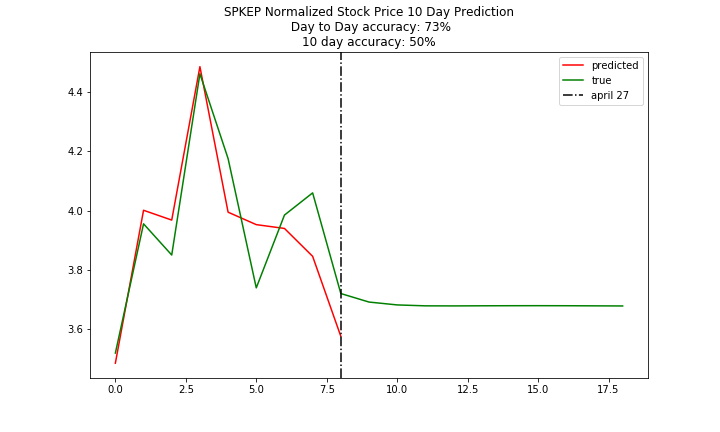 SPKEP Normalized Stock Price 10 Day Prediction
Day to Day accuracy: 73%
10 day accuracy: 50%
predicted
true
april 27
4.4
4.2
4.0
3.8
3.6
0.0 2.5 5.0 7.5 10.0 12.5 15.0 17.5